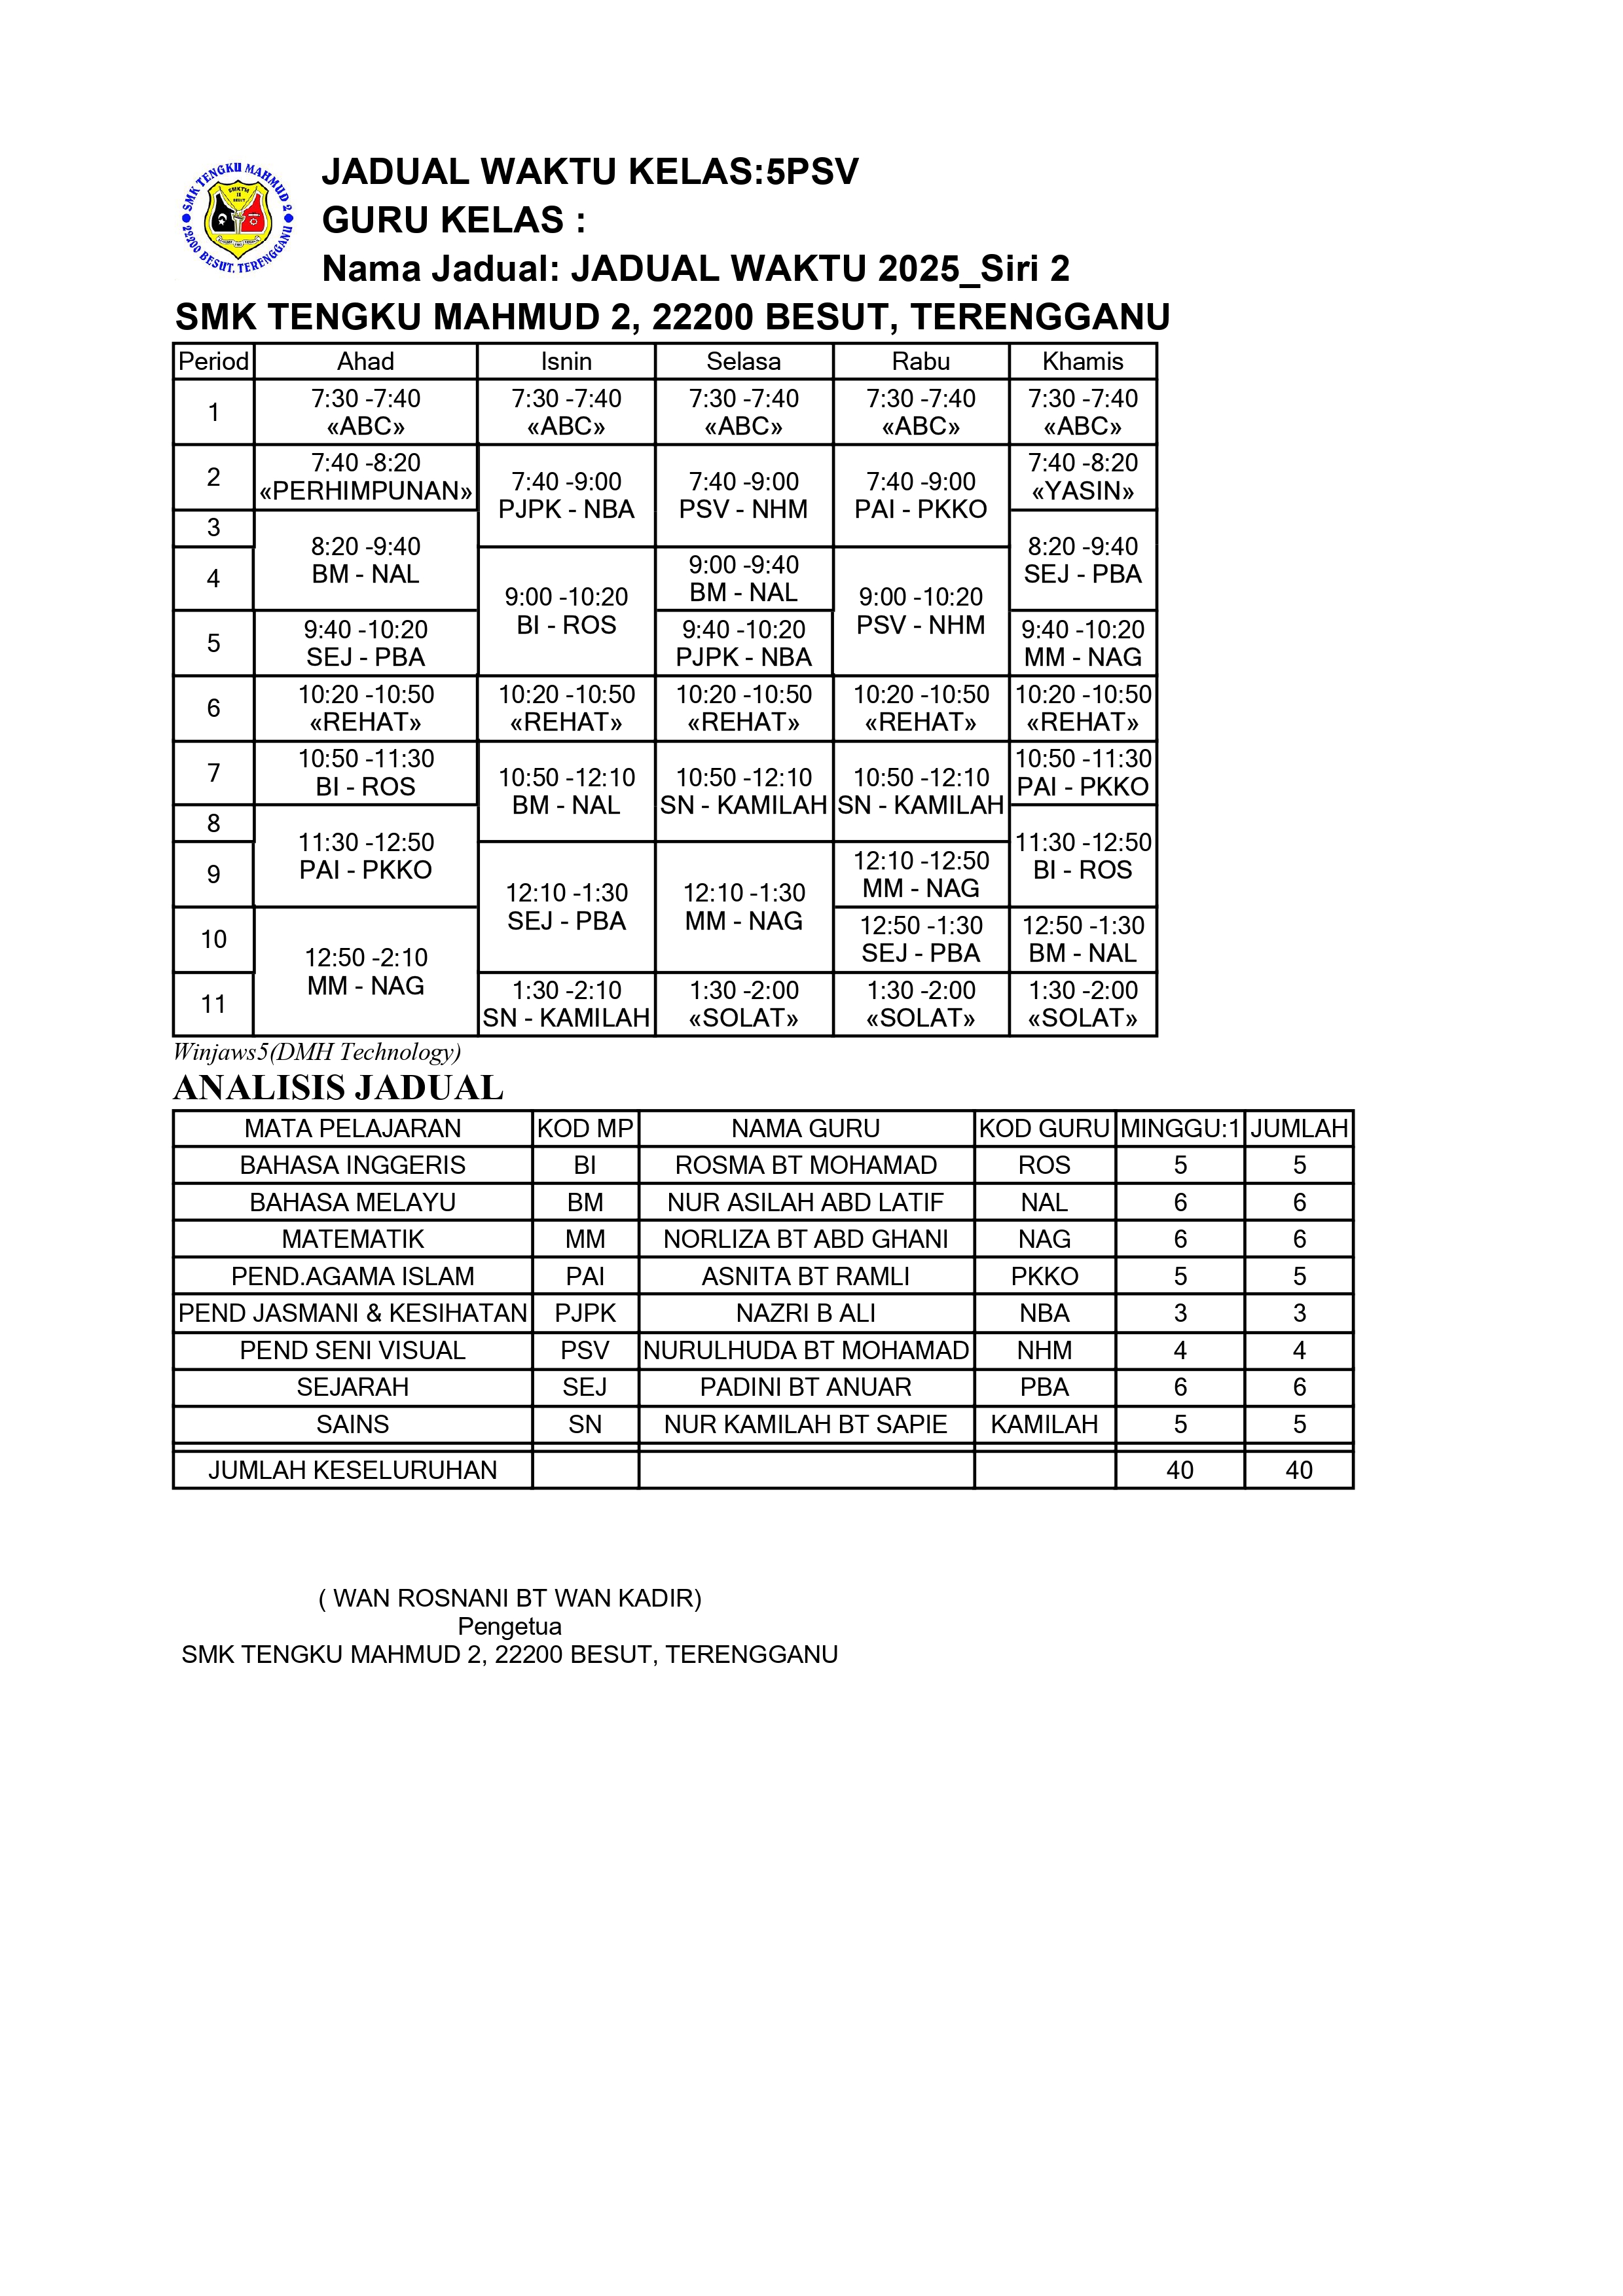 SMK TENGKU MAHMUD 2
22200 BESUT, TERENGGANU
JADUAL WAKTU KELAS:5PSV
GURU KELAS :
Nama Jadual: JADUAL WAKTU 2025_Siri 2
SMK TENGKU MAHMUD 2, 22200 BESUT, TERENGGANU
Period Ahad Isnin Selasa Rabu Khamis
1 7:30 -7:40 7:30 -7:40 7:30 -7:40 7:30 -7:40 7:30 -7:40
«ABC» «ABC» «ABC» «ABC» «ABC»
2 7:40 -8:20 7:40 -9:00 7:40 -9:00 7:40 -9:00 7:40 -8:20
«PERHIMPUNAN» PJPK - NBA PSV - NHM PAI - PKKO «YASIN»
3 8:20 -9:40 8:20 -9:40
BM - NAL SEJ - PBA
4 9:00 -10:20 9:00 -9:40 9:00 -10:20
BI - ROS BM - NAL PSV - NHM
5 9:40 -10:20 9:40 -10:20 9:40 -10:20
SEJ - PBA PJPK - NBA MM - NAG
6 10:20 -10:50 10:20 -10:50 10:20 -10:50 10:20 -10:50 10:20 -10:50
«REHAT» «REHAT» «REHAT» «REHAT» «REHAT»
7 10:50 -11:30 10:50 -12:10 10:50 -12:10 10:50 -12:10 10:50 -11:30
BI - ROS BM - NAL SN - KAMILAH SN - KAMILAH PAI - PKKO
8 11:30 -12:50 11:30 -12:50
PAI - PKKO BI - ROS
9 12:10 -1:30 12:10 -1:30 12:10 -12:50
SEJ - PBA MM - NAG MM - NAG
10 12:50 -2:10 12:50 -1:30 12:50 -1:30
MM - NAG SEJ - PBA BM - NAL
11 1:30 -2:10 1:30 -2:00 1:30 -2:00 1:30 -2:00
SN - KAMILAH «SOLAT» «SOLAT» «SOLAT»
Winjaws5(DMH Technology)
ANALISIS JADUAL
MATA PELAJARAN KOD MP NAMA GURU KOD GURU MINGGU:1 JUMLAH
BAHASA INGGERIS BI ROSMA BT MOHAMAD ROS 5 5
BAHASA MELAYU BM NUR ASILAH ABD LATIF NAL 6 6
MATEMATIK MM NORLIZA BT ABD GHANI NAG 6 6
PEND.AGAMA ISLAM PAI ASNITA BT RAMLI PKKO 5 5
PEND JASMANI & KESIHATAN PJPK NAZRI B ALI NBA 3 3
PEND SENI VISUAL PSV NURULHUDA BT MOHAMAD NHM 4 4
SEJARAH SEJ PADINI BT ANUAR PBA 6 6
SAINS SN NUR KAMILAH BT SAPIE KAMILAH 5 5
JUMLAH KESELURUHAN 40 40
( WAN ROSNANI BT WAN KADIR)
Pengetua
SMK TENGKU MAHMUD 2, 22200 BESUT, TERENGGANU